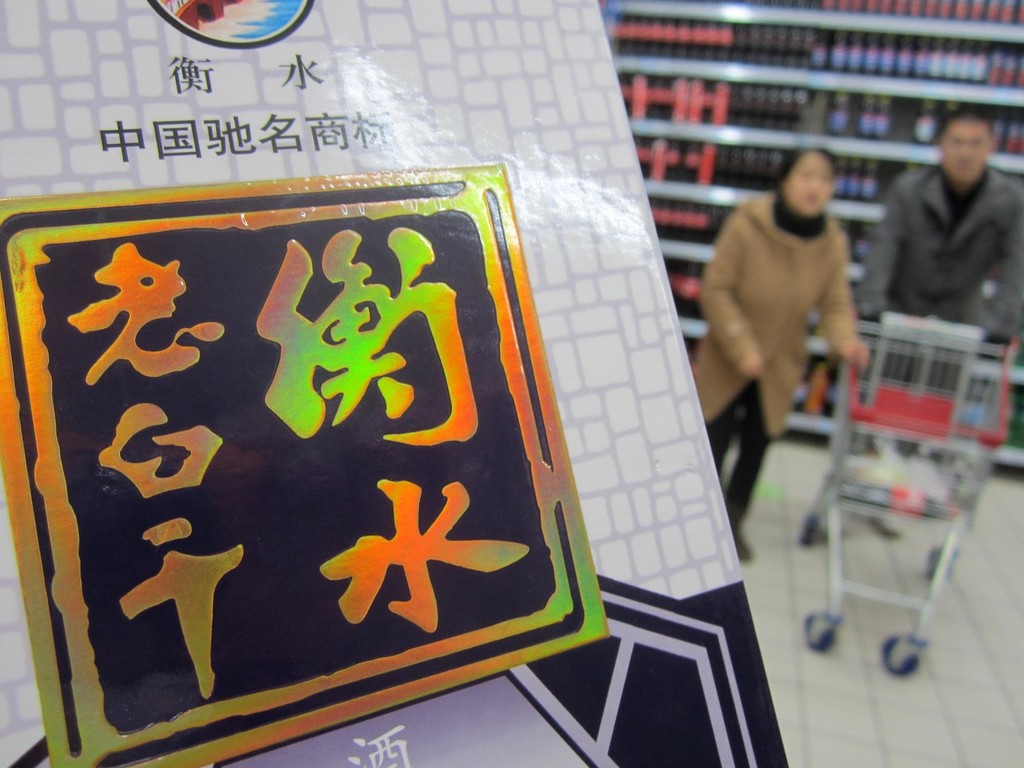 衡水
中国驰名商标
衡水
老白干
酒